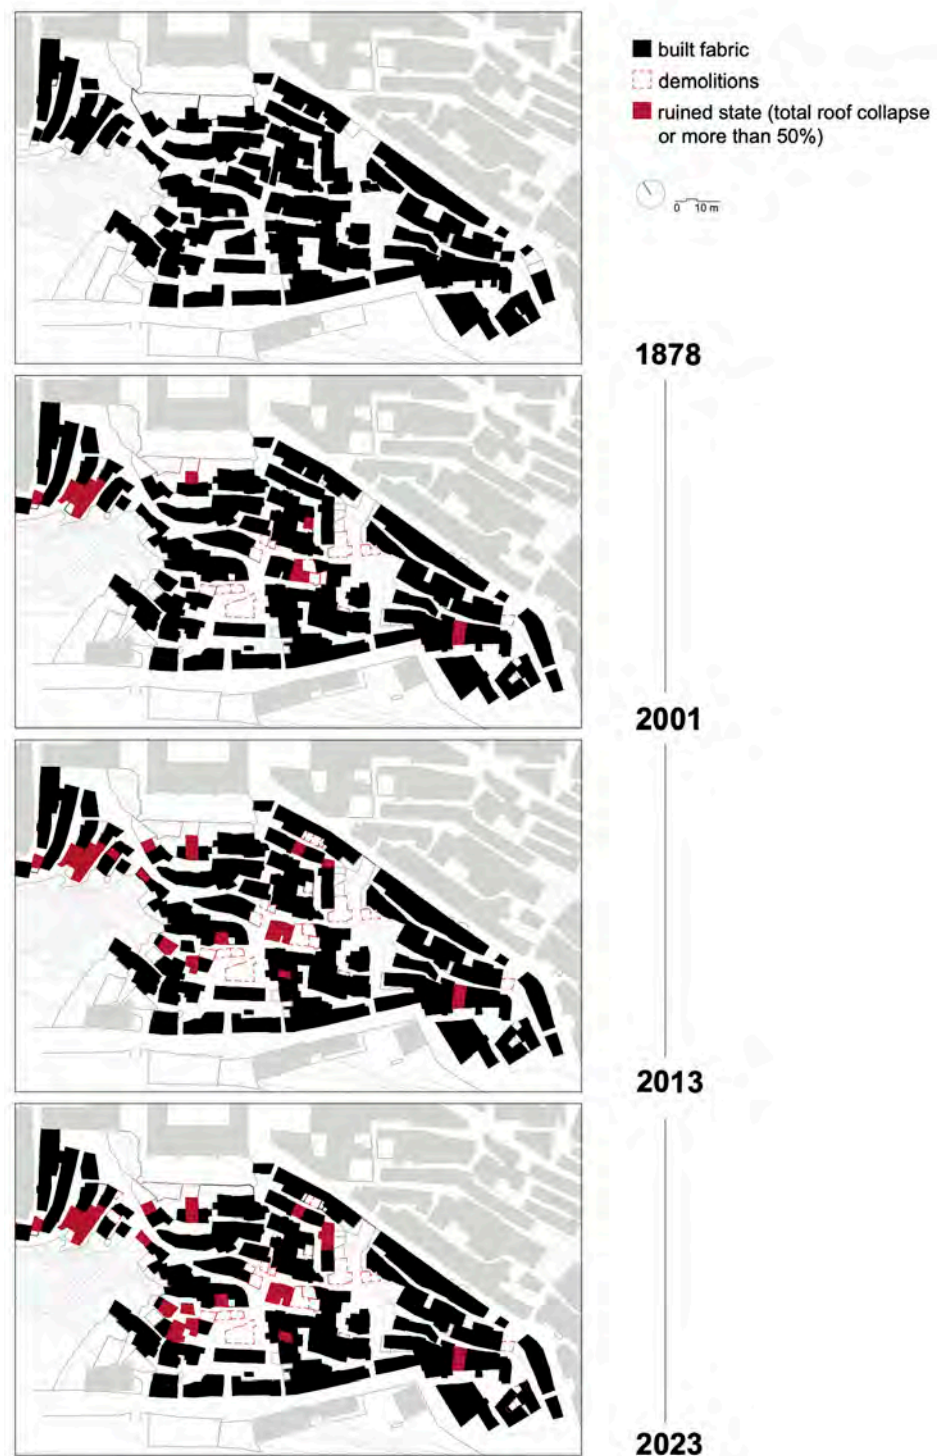 built fabric
demolitions
ruined state (total roof collapse
or more than 50%)
0 10 m
1878
2001
2013
2023